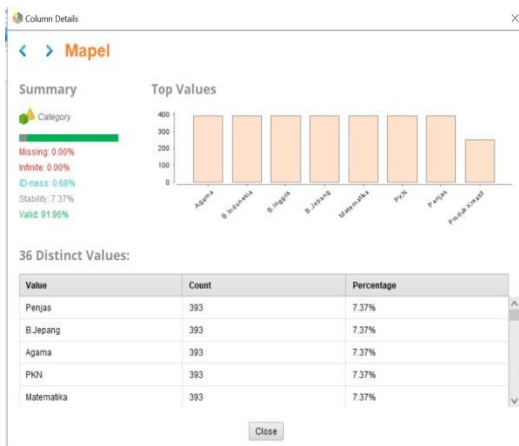 Column Details
Mapel
Summary
Category
Missing: 0.00%
Infinite: 0.00%
ID-ness: 0.68%
Stability: 7.37%
Valid: 91.96%
Top Values
400
300
200
100
0
Agama
B.Indonesia
B.Inggris
B.Jepang
Matematika
PKN
Penjas
Produk Kreatif
36 Distinct Values:
Value Count Percentage
Penjas 393 7.37%
B.Jepang 393 7.37%
Agama 393 7.37%
PKN 393 7.37%
Matematika 393 7.37%
Close